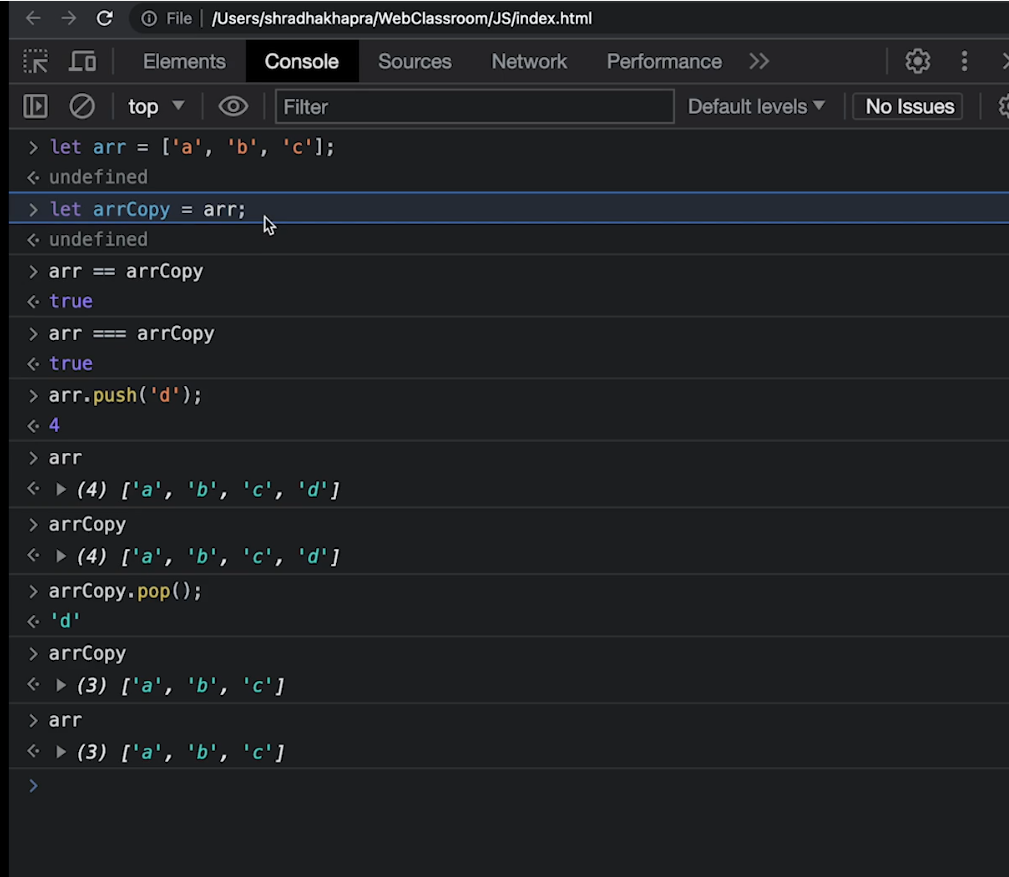 File | /Users/shradhakhapra/WebClassroom/JS/index.html
Elements Console Sources Network Performance >>
top ▼ Filter Default levels ▼ No Issues
> let arr = ['a', 'b', 'c'];
<· undefined
> let arrCopy = arr;
<· undefined
> arr == arrCopy
<· true
> arr === arrCopy
<· true
> arr.push('d');
<· 4
> arr
<· ▶ (4) ['a', 'b', 'c', 'd']
> arrCopy
<· ▶ (4) ['a', 'b', 'c', 'd']
> arrCopy.pop();
<· 'd'
> arrCopy
<· ▶ (3) ['a', 'b', 'c']
> arr
<· ▶ (3) ['a', 'b', 'c']
>